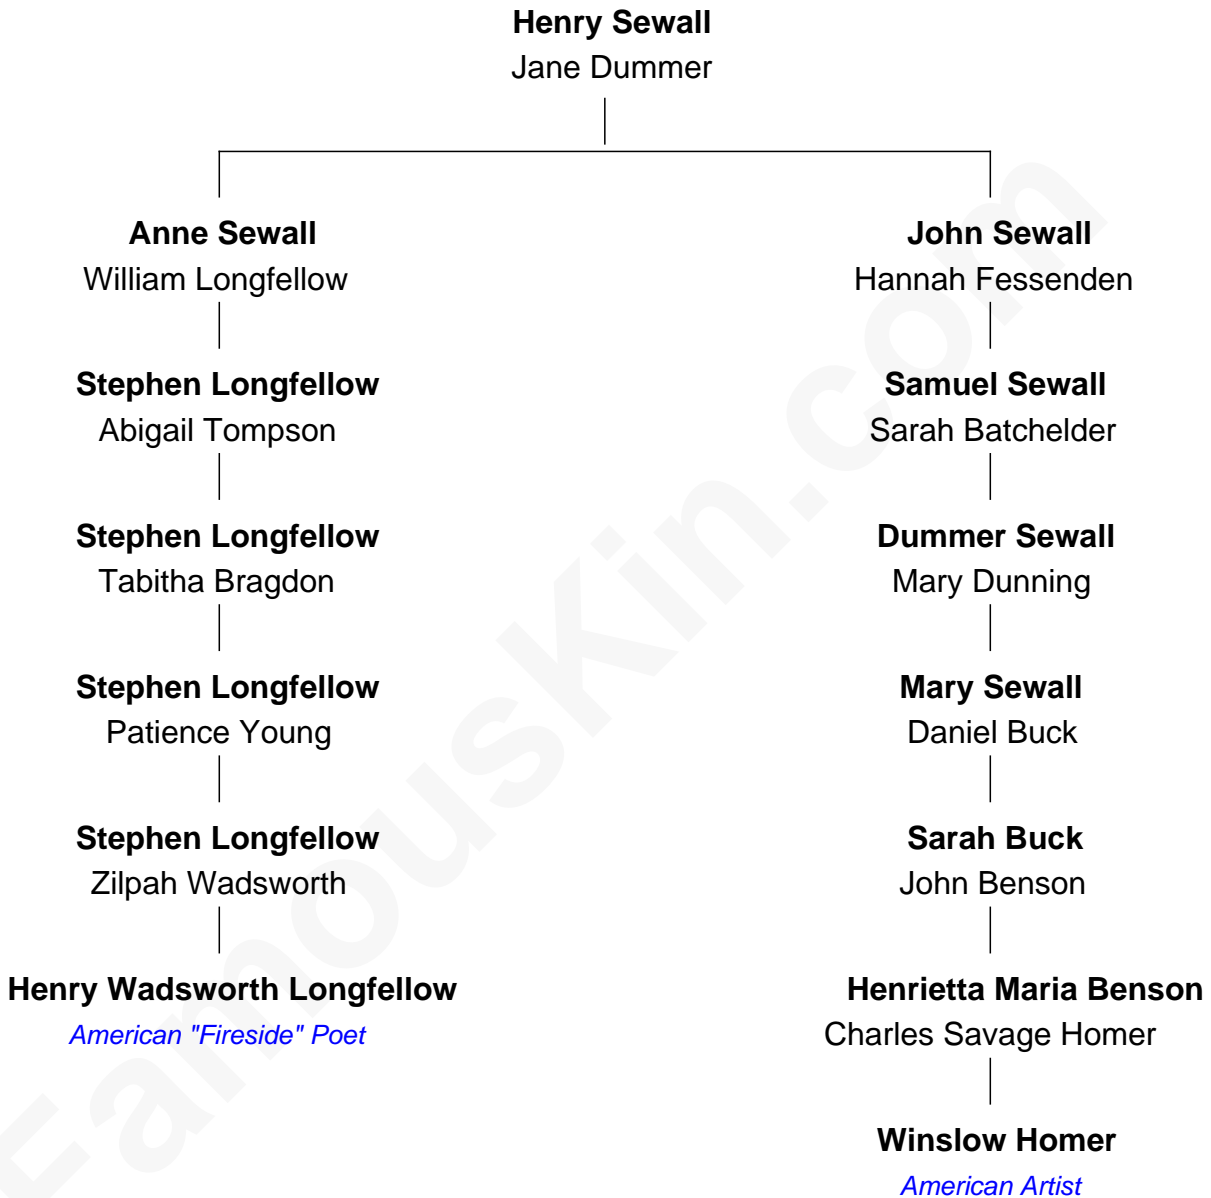 Henry Sewall
Jane Dummer
Anne Sewall
William Longfellow
John Sewall
Hannah Fessenden
Stephen Longfellow
Abigail Tompson
Samuel Sewall
Sarah Batchelder
Stephen Longfellow
Tabitha Bragdon
Dummer Sewall
Mary Dunning
Stephen Longfellow
Patience Young
Mary Sewall
Daniel Buck
Stephen Longfellow
Zilpah Wadsworth
Sarah Buck
John Benson
Henry Wadsworth Longfellow
American "Fireside" Poet
Henrietta Maria Benson
Charles Savage Homer
Winslow Homer
American Artist
FamousKin.com